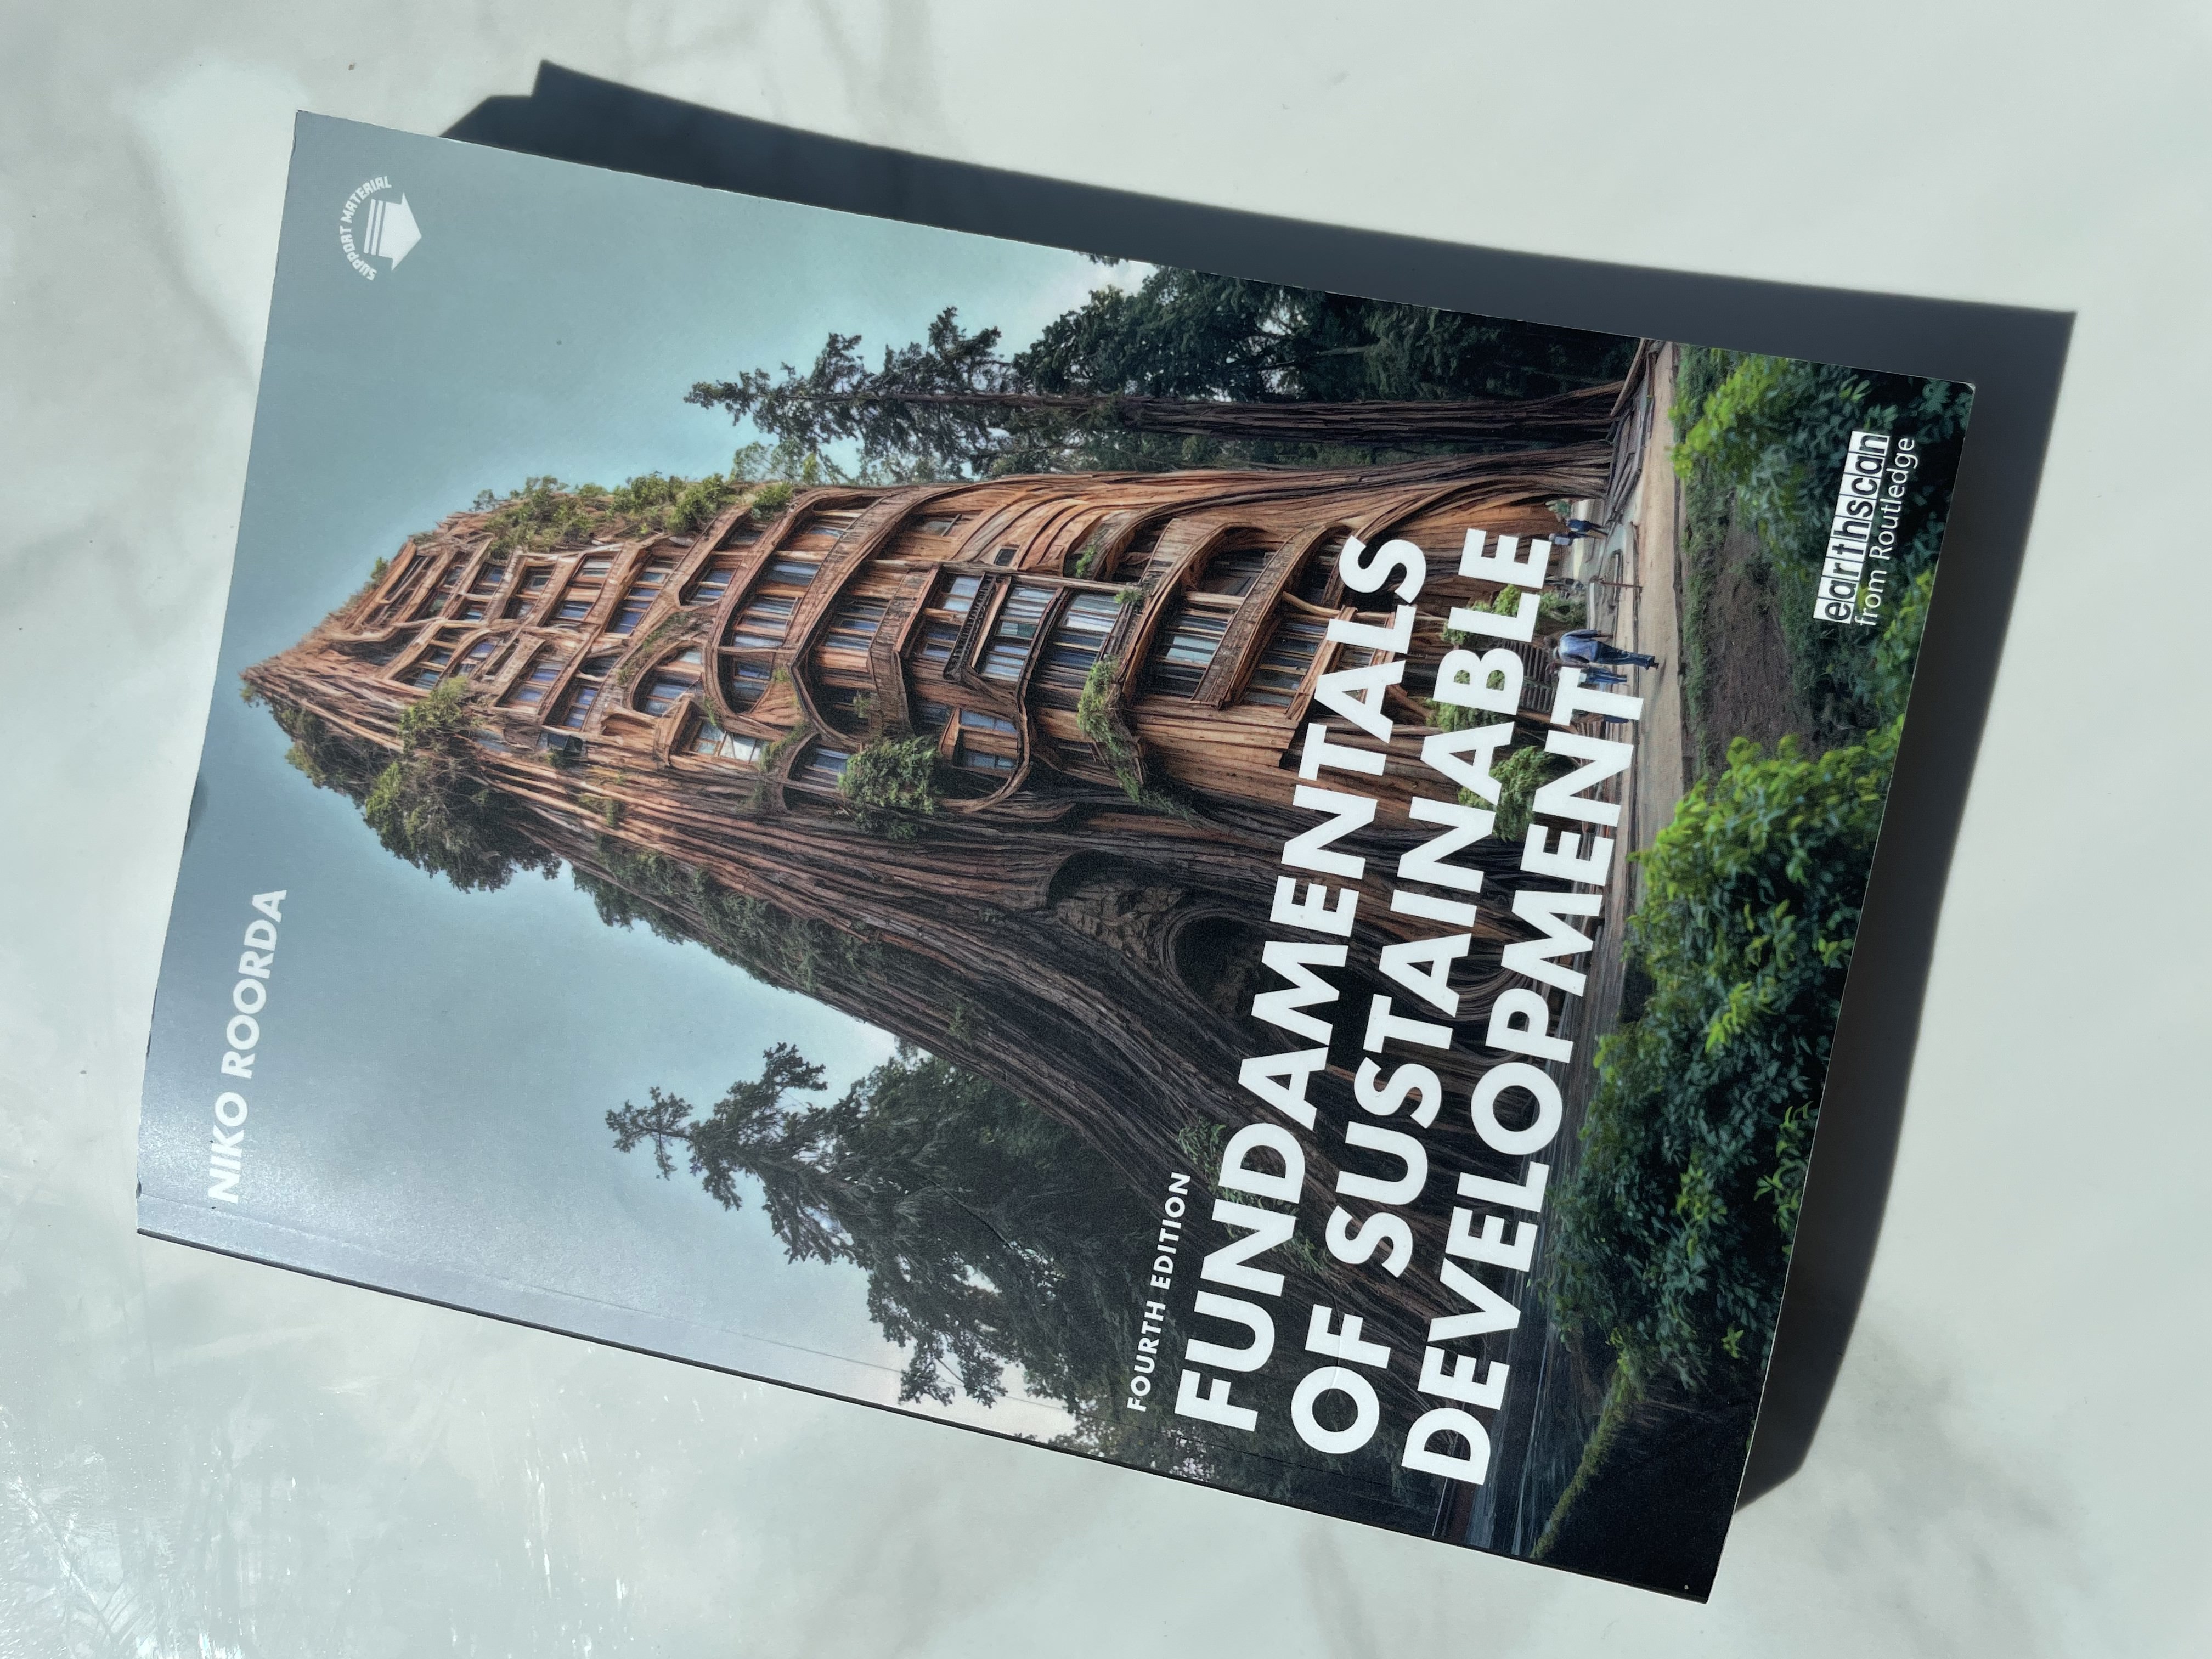 NIKO ROORDA
SUPPORT MATERIAL
FOURTH EDITION
FUNDAMENTALS
OF SUSTAINABLE
DEVELOPMENT
earthscan
from Routledge